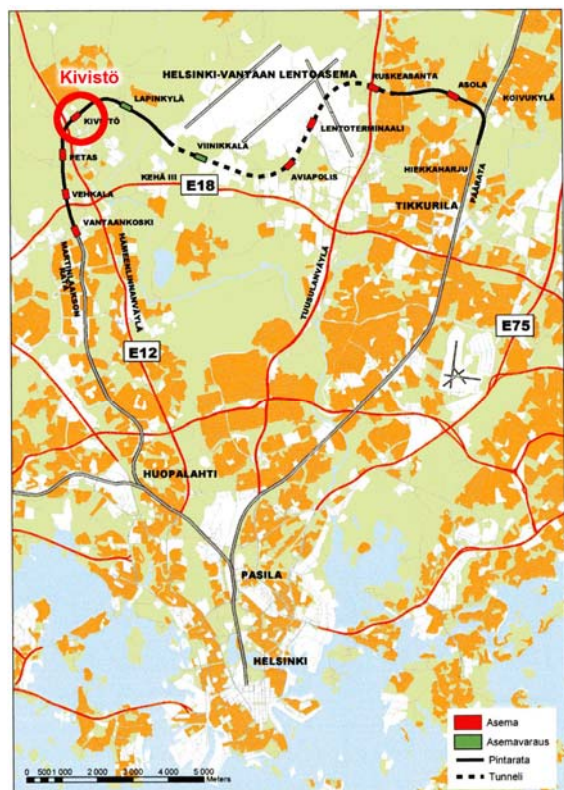 Kivistö
HELSINKI-VANTAAN LENTOASEMA
LAPINKYLÄ
RUSKEASANTA
ASOLA
KOIVUKYLÄ
KIVISTÖ
LENTOTERMINAALI
PETAS
VIINIKKALA
HIEKKAHARJU
KEHÄ III
E18
AVIAPOLIS
PÄÄRATA
VEHKALA
TIKKURILA
VANTAANKOSKI
MARTINLAAKSON
RATA
HÄMEENLINNANVÄYLÄ
TUUSULANVÄYLÄ
E75
E12
HUOPALAHTI
PASILA
HELSINKI
Asema
Asemavaraus
Pintarata
Tunneli
0 500 1 000 2 000 3 000 4 000 5 000
Meters